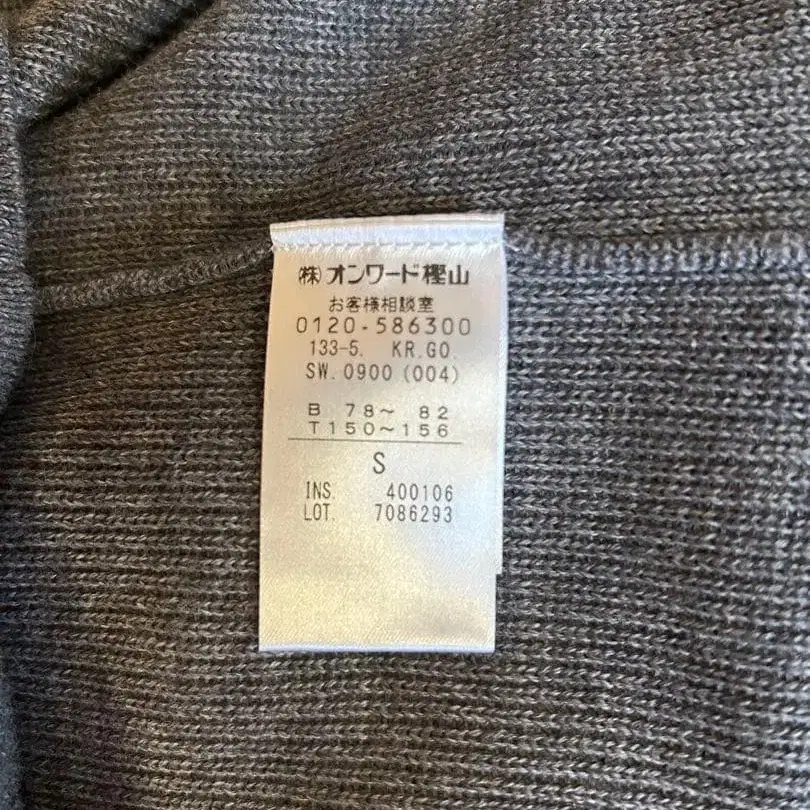 ㈱オンワード樫山
お客様相談室
0120-586300
133-5. KR.GO.
SW. 0900 (004)
B 78～ 82
T150～156
S
INS. 400106
LOT. 7086293